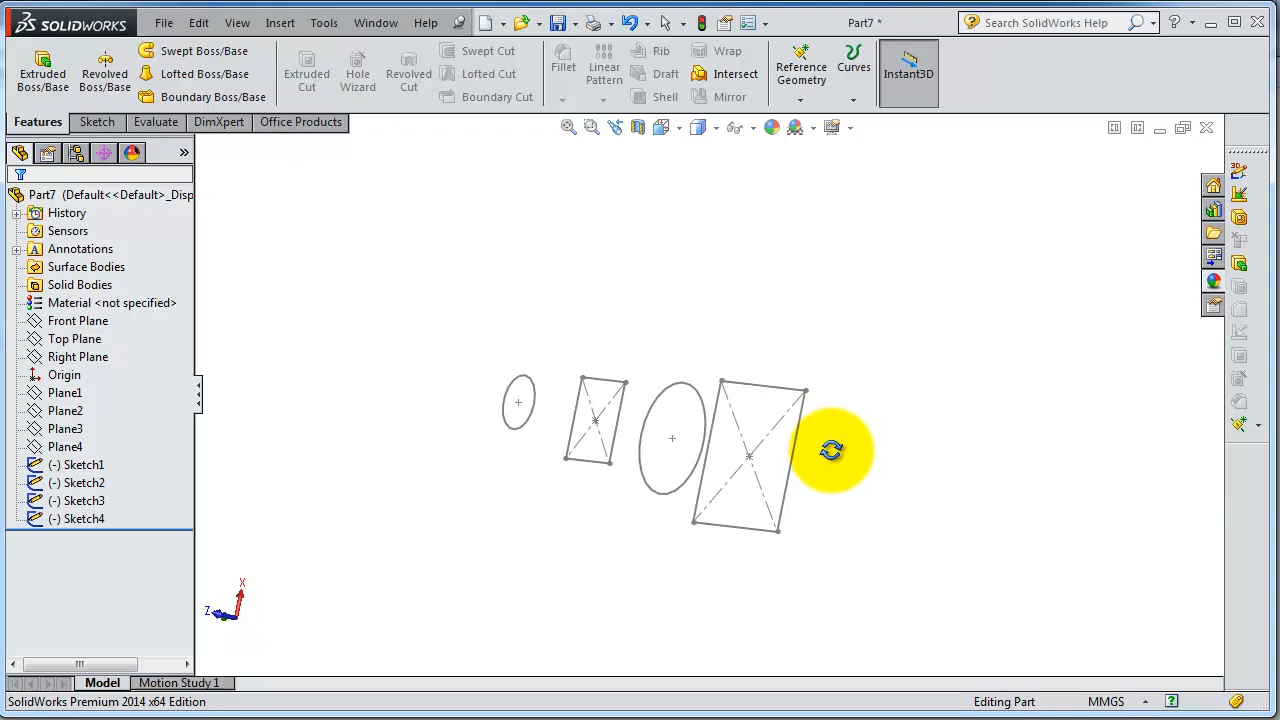 SOLIDWORKS File Edit View Insert Tools Window Help Part7 * Search SolidWorks Help
Extruded Boss/Base
Revolved Boss/Base
Swept Boss/Base
Lofted Boss/Base
Boundary Boss/Base
Extruded Cut
Hole Wizard
Revolved Cut
Swept Cut
Lofted Cut
Boundary Cut
Fillet
Linear Pattern
Rib
Draft
Shell
Wrap
Intersect
Mirror
Reference Geometry
Curves
Instant3D
Features Sketch Evaluate DimXpert Office Products
Part7 (Default<<Default>_Disp
History
Sensors
Annotations
Surface Bodies
Solid Bodies
Material <not specified>
Front Plane
Top Plane
Right Plane
Origin
Plane1
Plane2
Plane3
Plane4
(-) Sketch1
(-) Sketch2
(-) Sketch3
(-) Sketch4
X
Z
Model Motion Study 1
SolidWorks Premium 2014 x64 Edition Editing Part MMGS